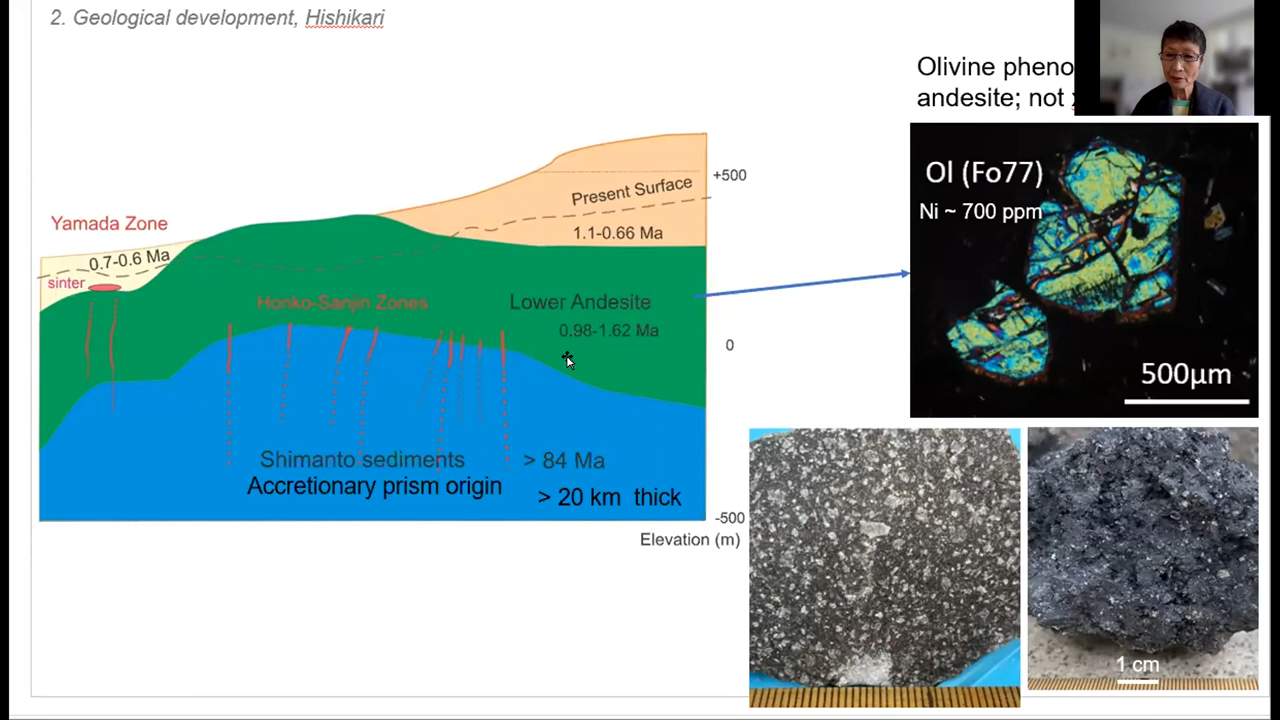 2. Geological development, Hishikari
Olivine pheno
andesite; not
Ol (Fo77)
Ni ~ 700 ppm
500µm
+500
Present Surface
1.1-0.66 Ma
Yamada Zone
0.7-0.6 Ma
sinter
Honko-Sanjin Zones
Lower Andesite
0.98-1.62 Ma
0
Shimanto sediments > 84 Ma
Accretionary prism origin
> 20 km thick
-500
Elevation (m)
1 cm